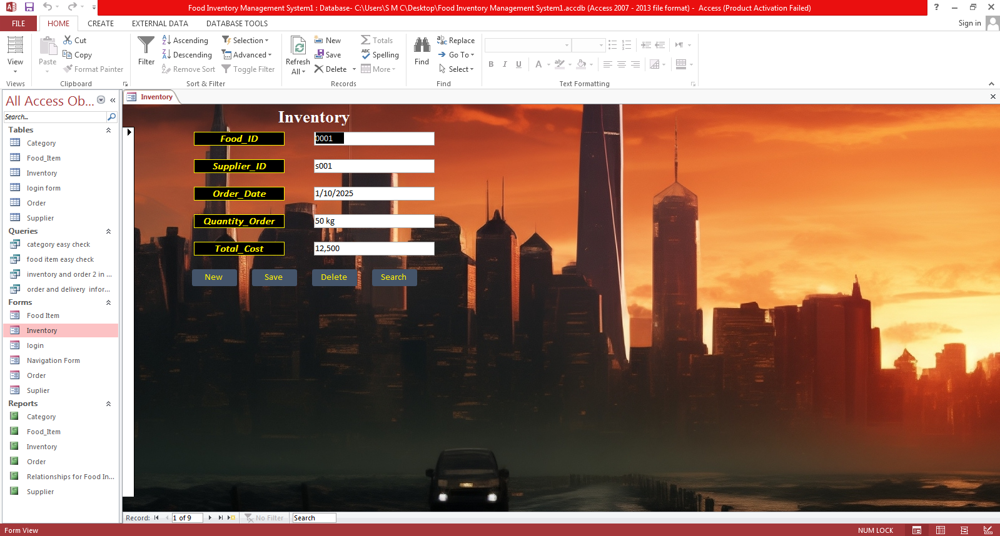 Food Inventory Management System1 : Database- C:\Users\S M C\Desktop\Food Inventory Management System1.accdb (Access 2007 - 2013 file format) - Access (Product Activation Failed)
FILE HOME CREATE EXTERNAL DATA DATABASE TOOLS Sign in
View
Views
Paste
Cut
Copy
Format Painter
Clipboard
Filter
Ascending
Descending
Remove Sort
Selection
Advanced
Toggle Filter
Sort & Filter
Refresh
All
New
Save
Delete
Totals
Spelling
More
Records
Find
Replace
Go To
Select
Find
B I U A
Text Formatting
All Access Ob...
Search...
Tables
Category
Food_Item
Inventory
login form
Order
Supplier
Queries
category easy check
food item easy check
inventory and order 2 in ...
order and delivery infor...
Forms
Food Item
Inventory
login
Navigation Form
Order
Suplier
Reports
Category
Food_Item
Inventory
Order
Relationships for Food In...
Supplier
Inventory
Inventory
Food_ID 0001
Supplier_ID s001
Order_Date 1/10/2025
Quantity_Order 50 kg
Total_Cost 12,500
New Save Delete Search
Record: 1 of 9 No Filter Search
Form View NUM LOCK